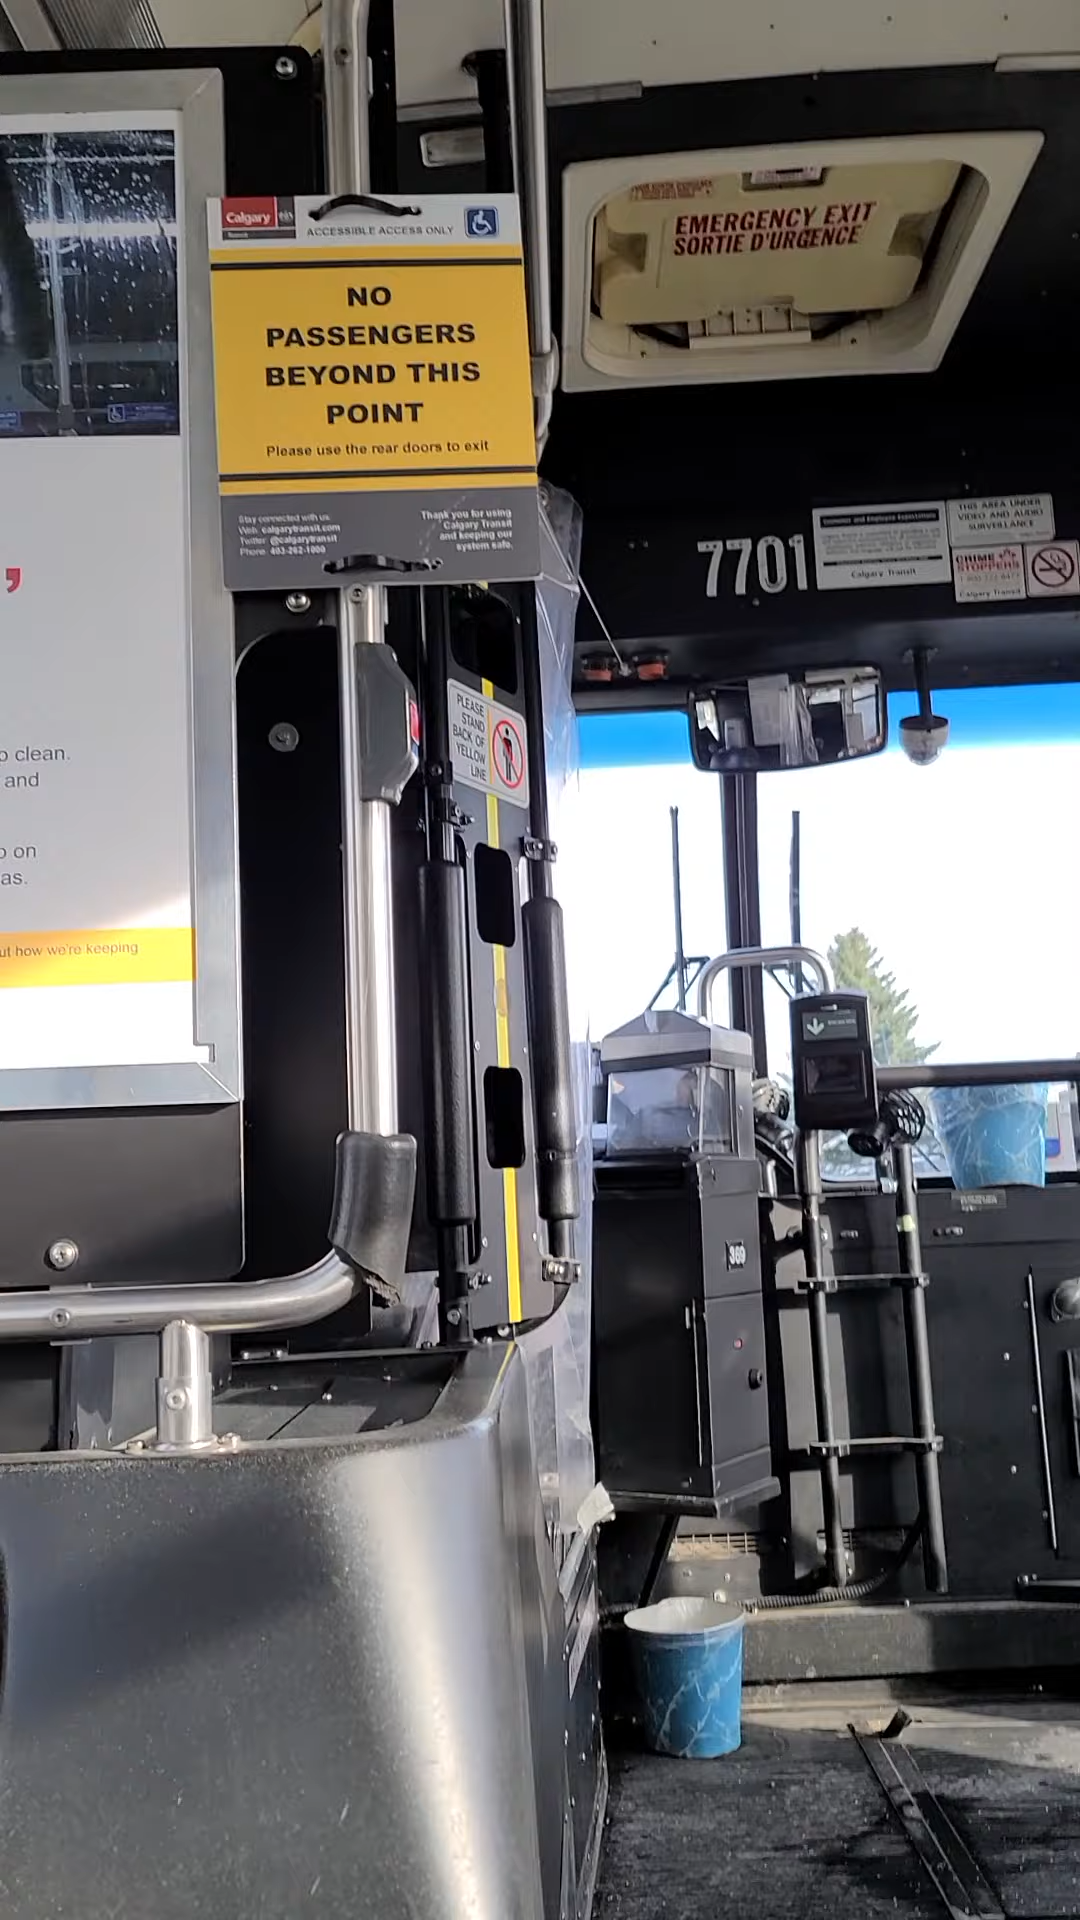 Calgary
ACCESSIBLE ACCESS ONLY
NO
PASSENGERS
BEYOND THIS
POINT
Please use the rear doors to exit
Stay connected with us.
Web: calgarytransit.com
Twitter: @calgarytransit
Phone: 403-262-1000
Thank you for using
Calgary Transit
and keeping our
system safe.
EMERGENCY EXIT
SORTIE D'URGENCE
7701
Calgary Transit
THIS AREA UNDER
VIDEO AND AUDIO
SURVEILLANCE
CRIME
STOPPERS
Calgary Transit
PLEASE
STAND
BACK OF
YELLOW
LINE
,
o clean.
and
o on
as.
ut how we're keeping
369